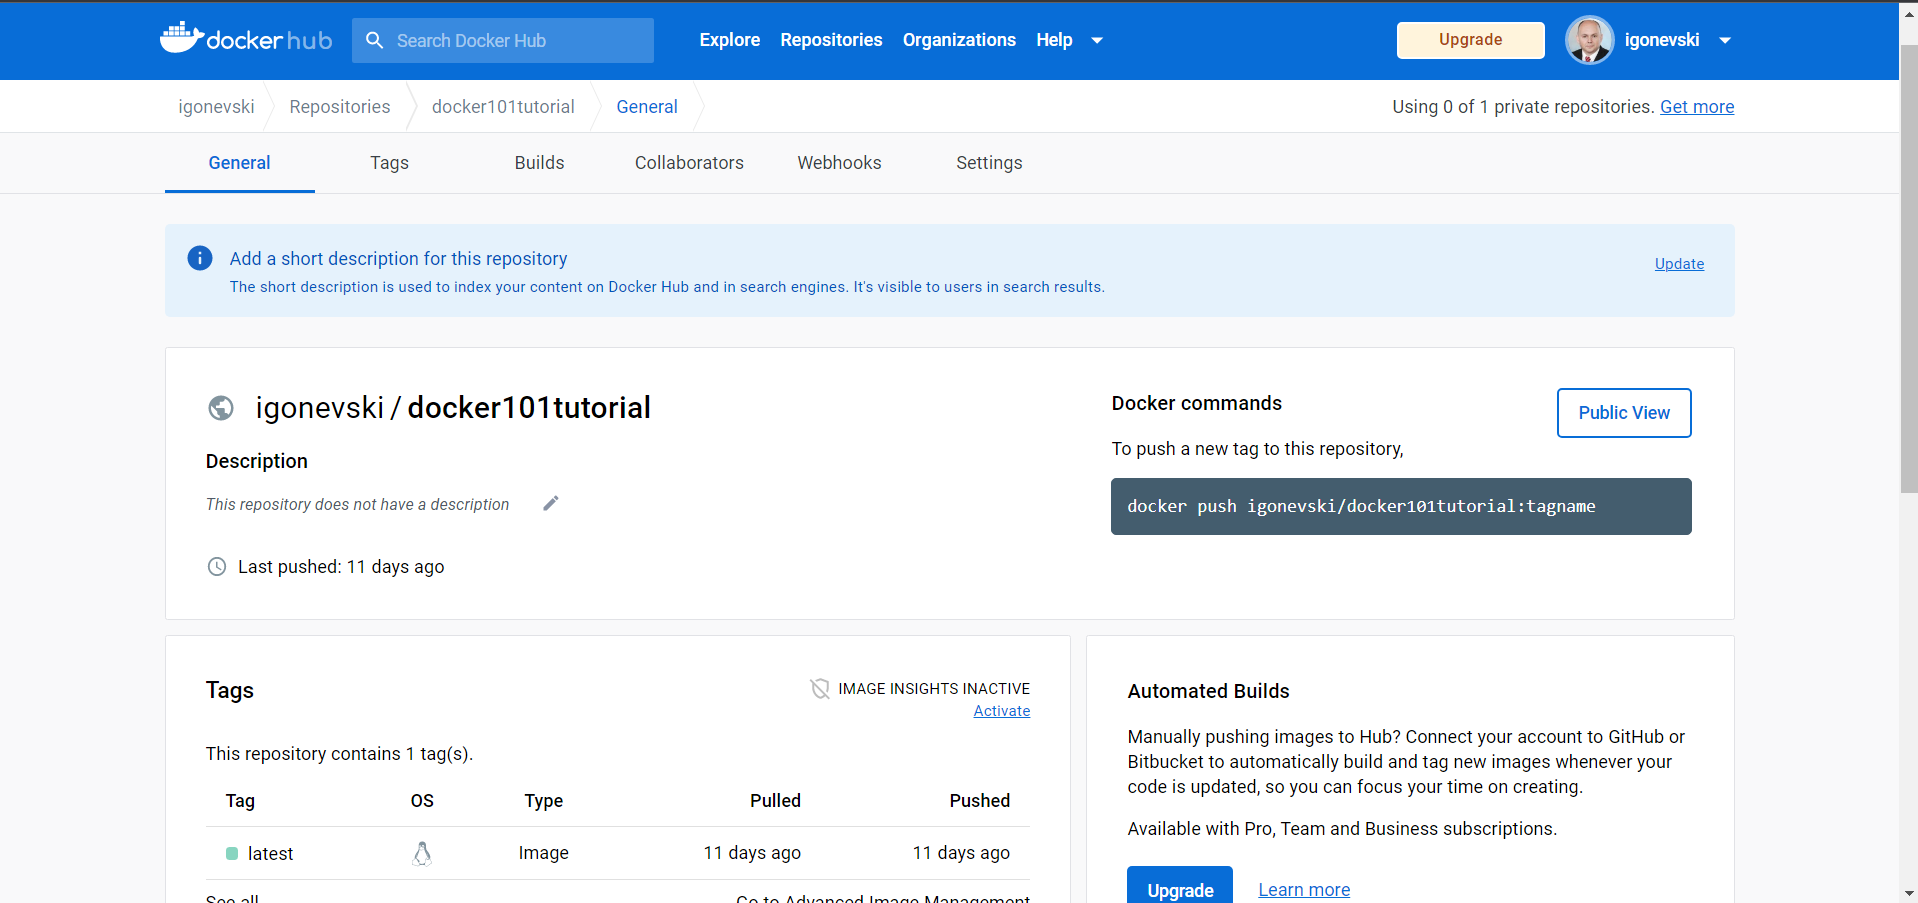 docker hub
Search Docker Hub
Explore Repositories Organizations Help
Upgrade
igonevski
igonevski Repositories docker101tutorial General
Using 0 of 1 private repositories. Get more
General Tags Builds Collaborators Webhooks Settings
Add a short description for this repository
The short description is used to index your content on Docker Hub and in search engines. It's visible to users in search results.
Update
igonevski / docker101tutorial
Description
This repository does not have a description
Last pushed: 11 days ago
Docker commands
Public View
To push a new tag to this repository,
docker push igonevski/docker101tutorial:tagname
Tags
IMAGE INSIGHTS INACTIVE
Activate
This repository contains 1 tag(s).
Tag OS Type Pulled Pushed
latest Image 11 days ago 11 days ago
See all
Go to Advanced Image Management
Automated Builds
Manually pushing images to Hub? Connect your account to GitHub or
Bitbucket to automatically build and tag new images whenever your
code is updated, so you can focus your time on creating.
Available with Pro, Team and Business subscriptions.
Upgrade Learn more